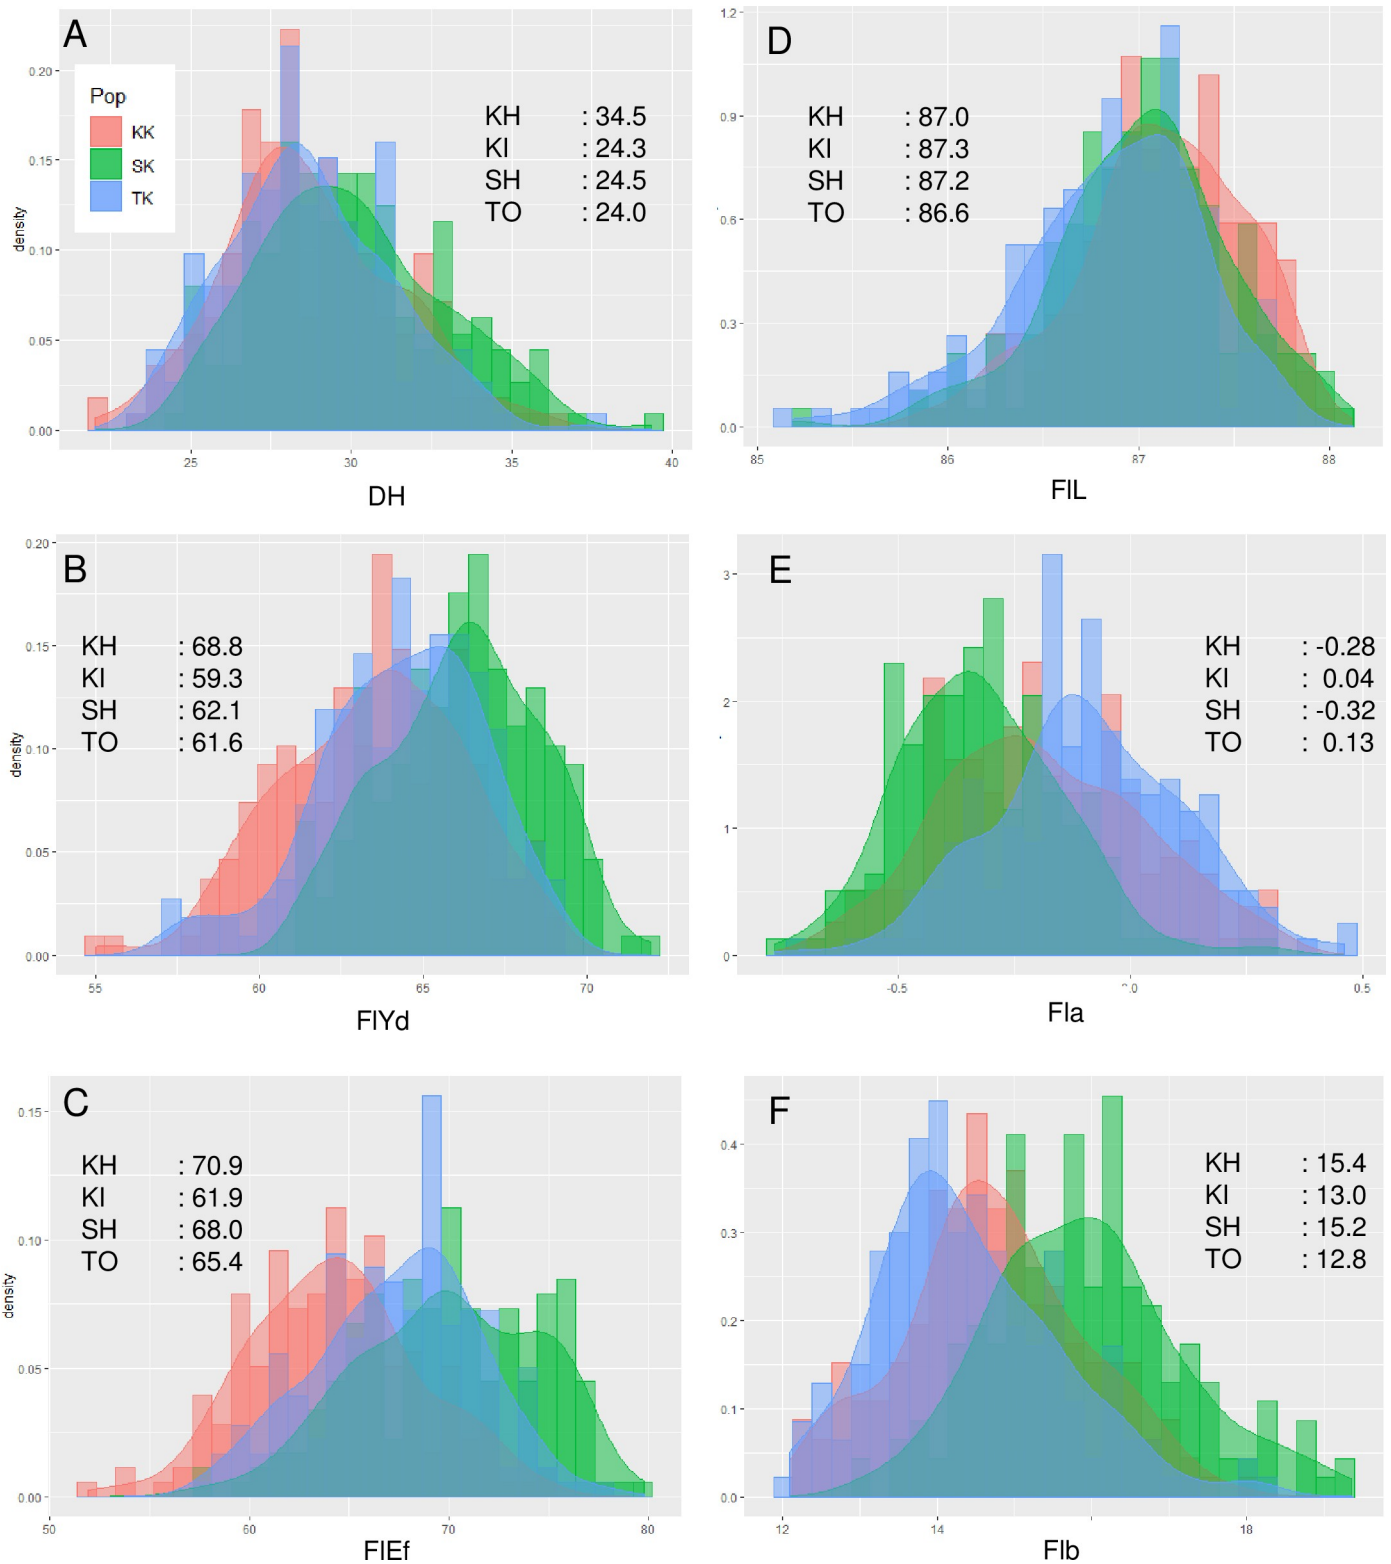 A
Pop
KK
SK
TK
KH : 34.5
KI : 24.3
SH : 24.5
TO : 24.0
density
0.20
0.15
0.10
0.05
0.00
25 30 35 40
DH
D
KH : 87.0
KI : 87.3
SH : 87.2
TO : 86.6
1.2
0.9
0.6
0.3
0.0
85 86 87 88
FlL
B
KH : 68.8
KI : 59.3
SH : 62.1
TO : 61.6
density
0.20
0.15
0.10
0.05
0.00
55 60 65 70
FlYd
E
KH : -0.28
KI : 0.04
SH : -0.32
TO : 0.13
3
2
1
0
-0.5 0.5
Fla
C
KH : 70.9
KI : 61.9
SH : 68.0
TO : 65.4
density
0.15
0.10
0.05
0.00
50 60 70 80
FlEf
F
KH : 15.4
KI : 13.0
SH : 15.2
TO : 12.8
0.4
0.3
0.2
0.1
0.0
12 14 16 18
Flb